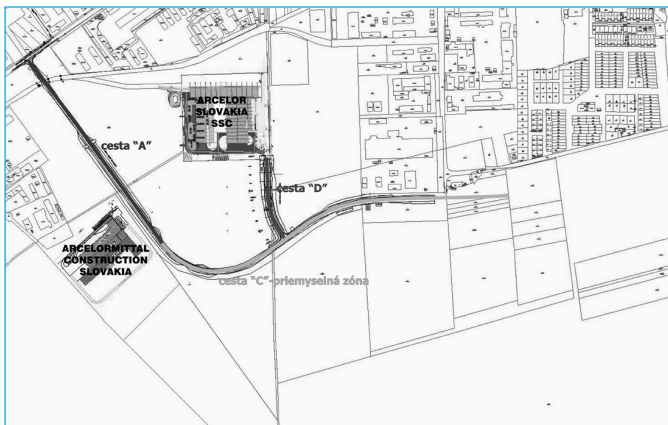 ARCELOR
SLOVAKIA
SSC
cesta "A"
cesta "D"
ARCELORMITTAL
CONSTRUCTION
SLOVAKIA
cesta "C"-priemyselná zóna